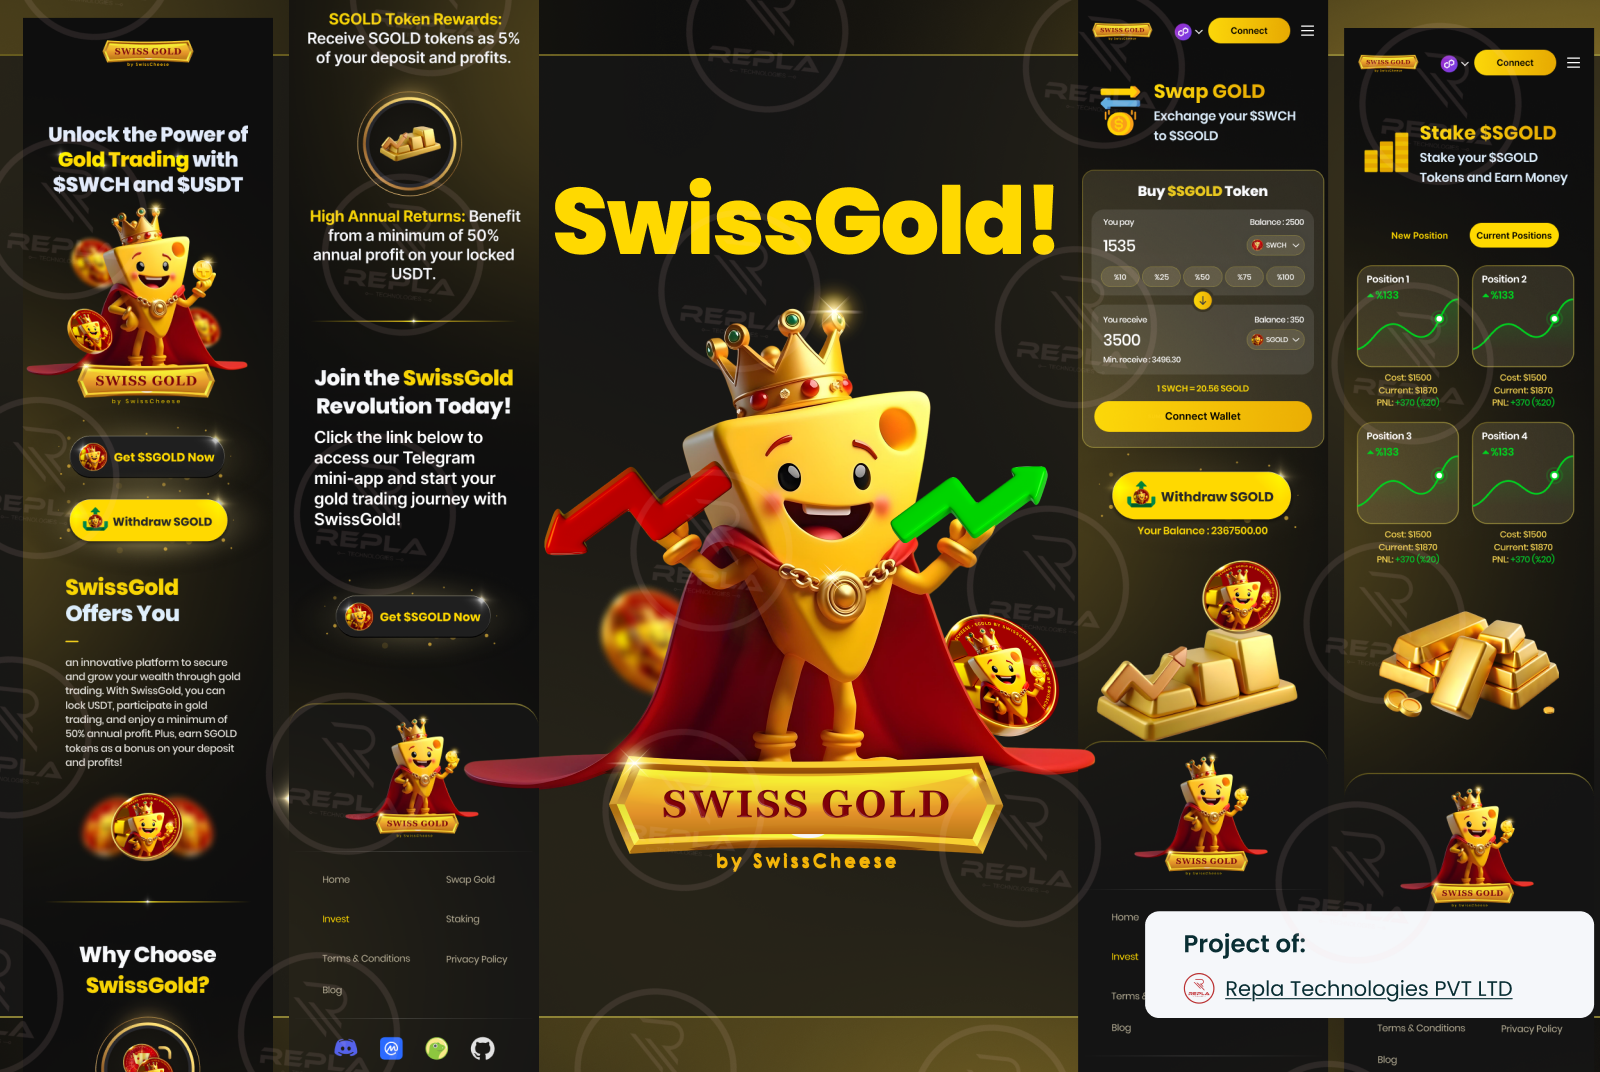 SWISS GOLD
by SwissCheese
Unlock the Power of
Gold Trading with
$SWCH and $USDT
SWISS GOLD
by SwissCheese
Get $SGOLD Now
Withdraw SGOLD
SwissGold
Offers You
an innovative platform to secure
and grow your wealth through gold
trading. With SwissGold, you can
lock USDT, participate in gold
trading, and enjoy a minimum of
50% annual profit. Plus, earn SGOLD
tokens as a bonus on your deposit
and profits!
Why Choose
SwissGold?
SGOLD Token Rewards:
Receive SGOLD tokens as 5%
of your deposit and profits.
High Annual Returns: Benefit
from a minimum of 50%
annual profit on your locked
USDT.
Join the SwissGold
Revolution Today!
Click the link below to
access our Telegram
mini-app and start your
gold trading journey with
SwissGold!
Get $SGOLD Now
SWISS GOLD
by SwissCheese
Home
Swap Gold
Invest
Staking
Terms & Conditions
Privacy Policy
Blog
SwissGold!
SWISS GOLD
by SwissCheese
SWISS GOLD
Connect
Swap GOLD
Exchange your $SWCH
to $SGOLD
Buy $SGOLD Token
You pay
Balance : 2500
1535
SWCH
%10
%25
%50
%75
%100
You receive
Balance : 350
3500
SGOLD
Min. receive : 3496.30
1 SWCH = 20.56 SGOLD
Connect Wallet
Withdraw SGOLD
Your Balance : 2367500.00
SWISS GOLD
Home
Invest
Terms &
Blog
SWISS GOLD
Connect
Stake $SGOLD
Stake your $SGOLD
Tokens and Earn Money
New Position
Current Positions
Position 1
%133
Position 2
%133
Cost: $1500
Current: $1870
PNL: +370 (%20)
Cost: $1500
Current: $1870
PNL: +370 (%20)
Position 3
%133
Position 4
%133
Cost: $1500
Current: $1870
PNL: +370 (%20)
Cost: $1500
Current: $1870
PNL: +370 (%20)
SWISS GOLD
Project of:
REPLA
Repla Technologies PVT LTD
Terms & Conditions
Privacy Policy
Blog
REPLA